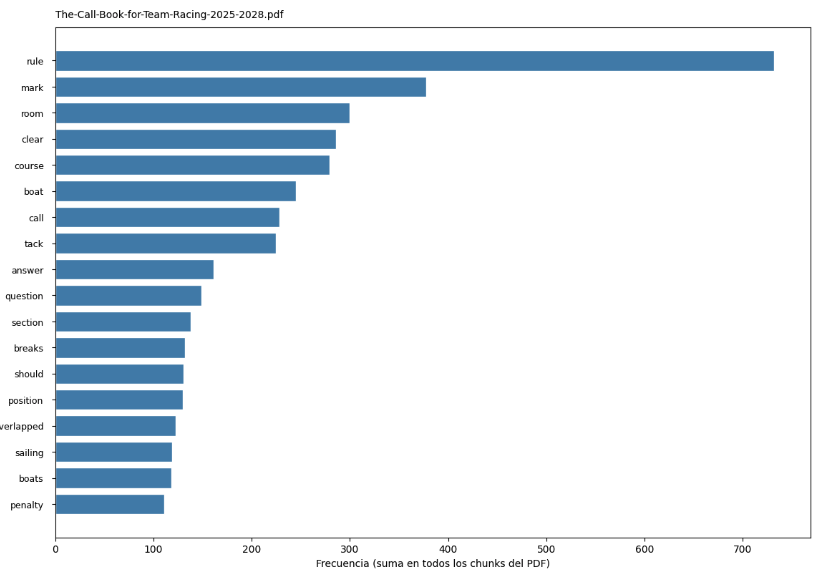 The-Call-Book-for-Team-Racing-2025-2028.pdf
rule
mark
room
clear
course
boat
call
tack
answer
question
section
breaks
should
position
verlapped
sailing
boats
penalty
0 100 200 300 400 500 600 700
Frecuencia (suma en todos los chunks del PDF)